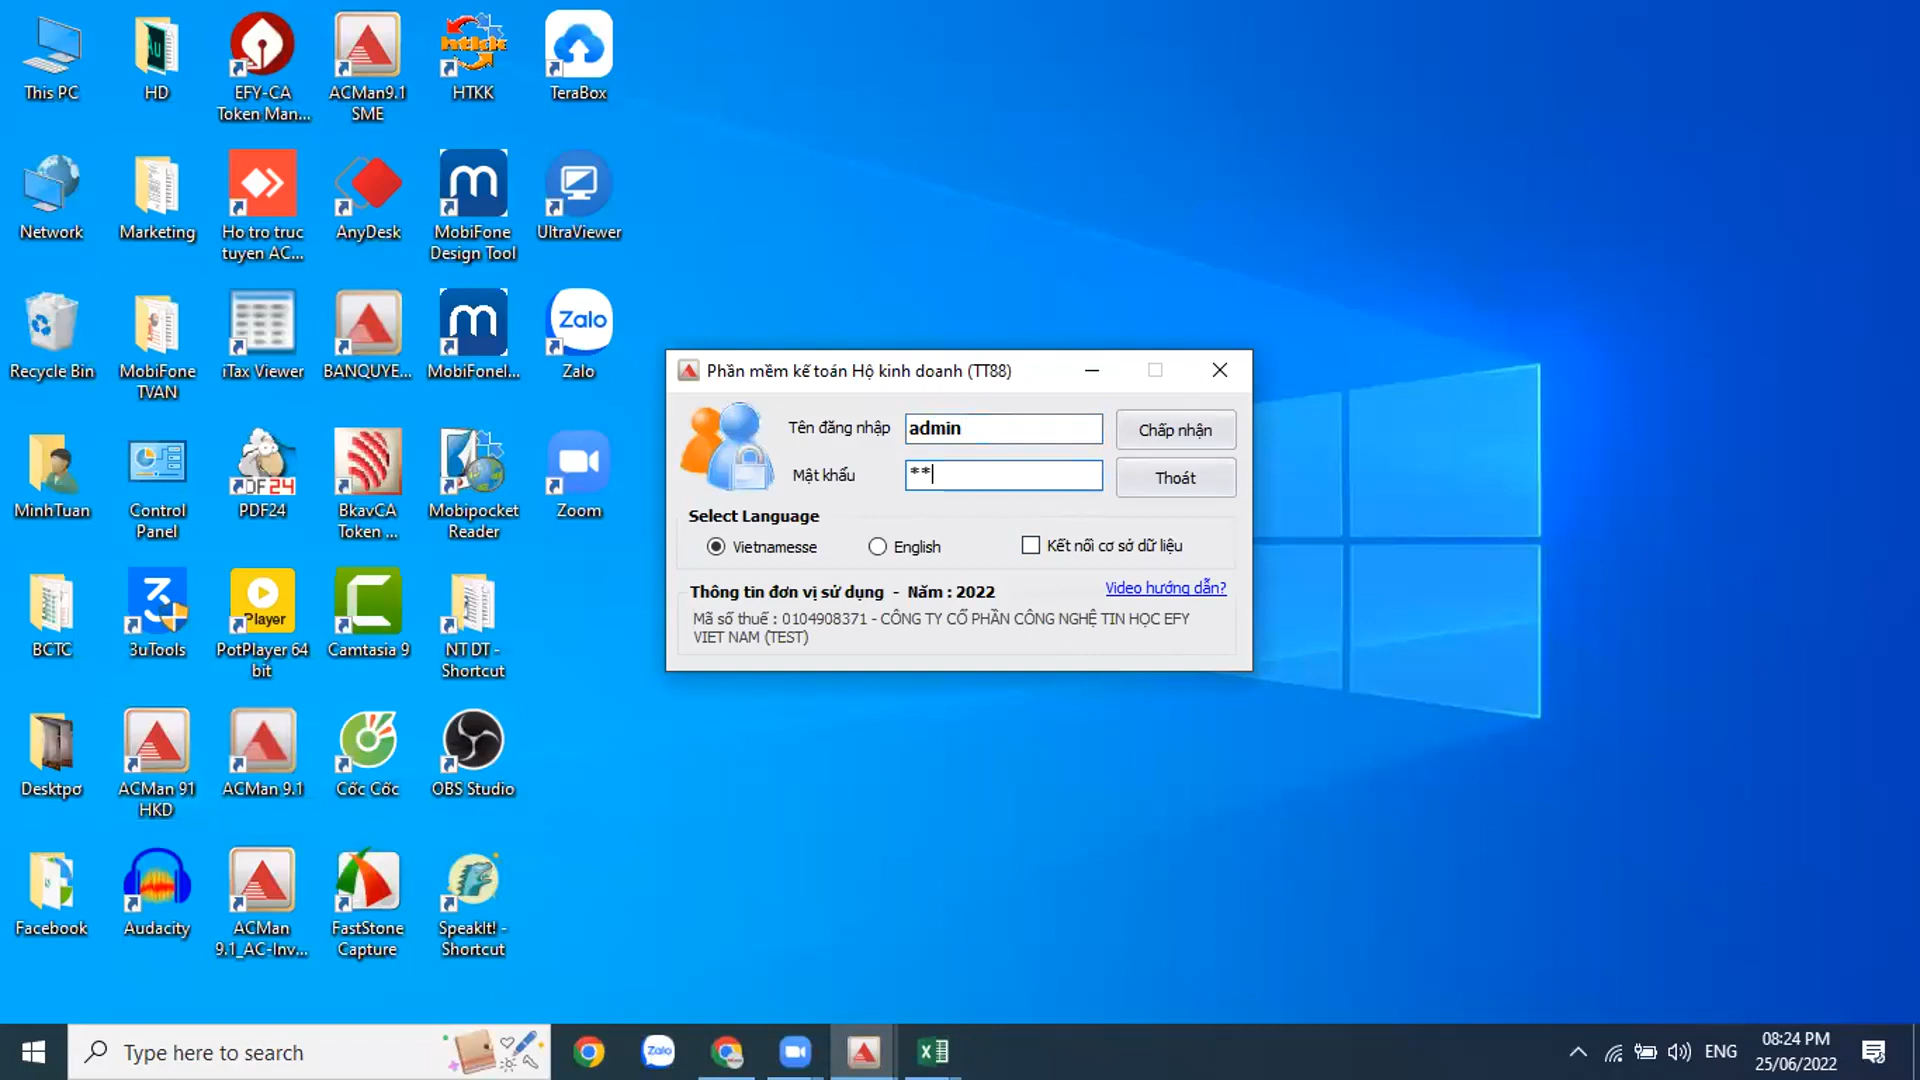 This PC
HD
EFY-CA
Token Man...
ACMan9.1
SME
HTKK
TeraBox
Network
Marketing
Ho tro truc
tuyen AC...
AnyDesk
MobiFone
Design Tool
UltraViewer
Recycle Bin
MobiFone
TVAN
iTax Viewer
BANQUYE...
MobiFoneI...
Zalo
Zalo
MinhTuan
Control
Panel
PDF24
BkavCA
Token ...
Mobipocket
Reader
Zoom
BCTC
3uTools
Player
PotPlayer 64
bit
Camtasia 9
NTDT -
Shortcut
Desktpơ
ACMan 91
HKD
ACMan 9.1
Cốc Cốc
OBS Studio
Facebook
Audacity
ACMan
9.1_AC-Inv...
FastStone
Capture
SpeakIt! -
Shortcut
Phần mềm kế toán Hộ kinh doanh (TT88)
Tên đăng nhập
admin
Chấp nhận
Mật khẩu
**
Thoát
Select Language
Vietnamesse
English
Kết nối cơ sở dữ liệu
Thông tin đơn vị sử dụng - Năm : 2022
Video hướng dẫn?
Mã số thuế : 0104908371 - CÔNG TY CỔ PHẦN CÔNG NGHỆ TIN HỌC EFY
VIET NAM (TEST)
Type here to search
Zalo
ENG
08:24 PM
25/06/2022